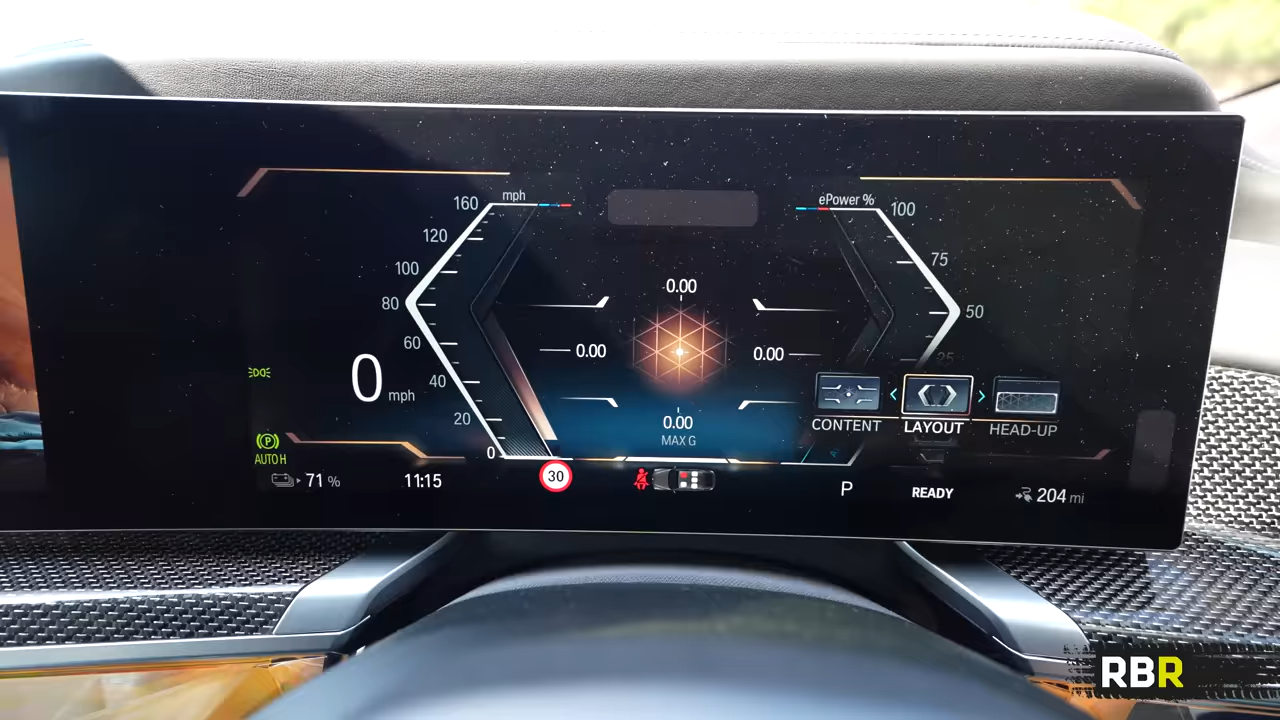 160
mph
120
100
80
60
40
20
0
0 mph
ePower %
100
75
50
25
0.00
0.00
0.00
0.00
MAX G
CONTENT
LAYOUT
HEAD-UP
P
AUTO H
71 %
11:15
30
P
READY
204 mi
RBR